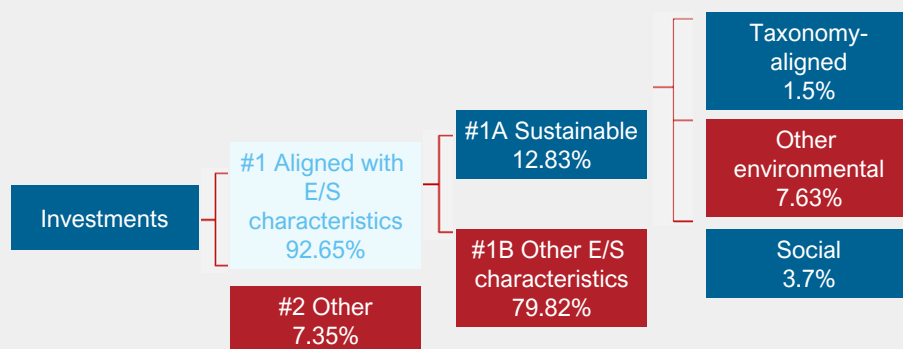 Investments
#1 Aligned with
E/S
characteristics
92.65%
#2 Other
7.35%
#1A Sustainable
12.83%
#1B Other E/S
characteristics
79.82%
Taxonomy-
aligned
1.5%
Other
environmental
7.63%
Social
3.7%